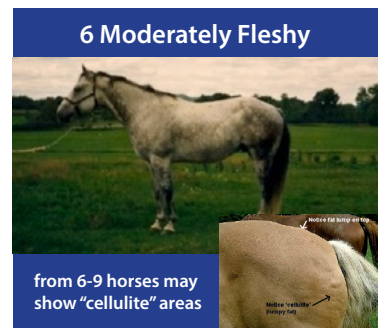 6 Moderately Fleshy
Notice fat lump on top
from 6-9 horses may
show “cellulite” areas
Notice 'cellulite'
(lumpy fat)